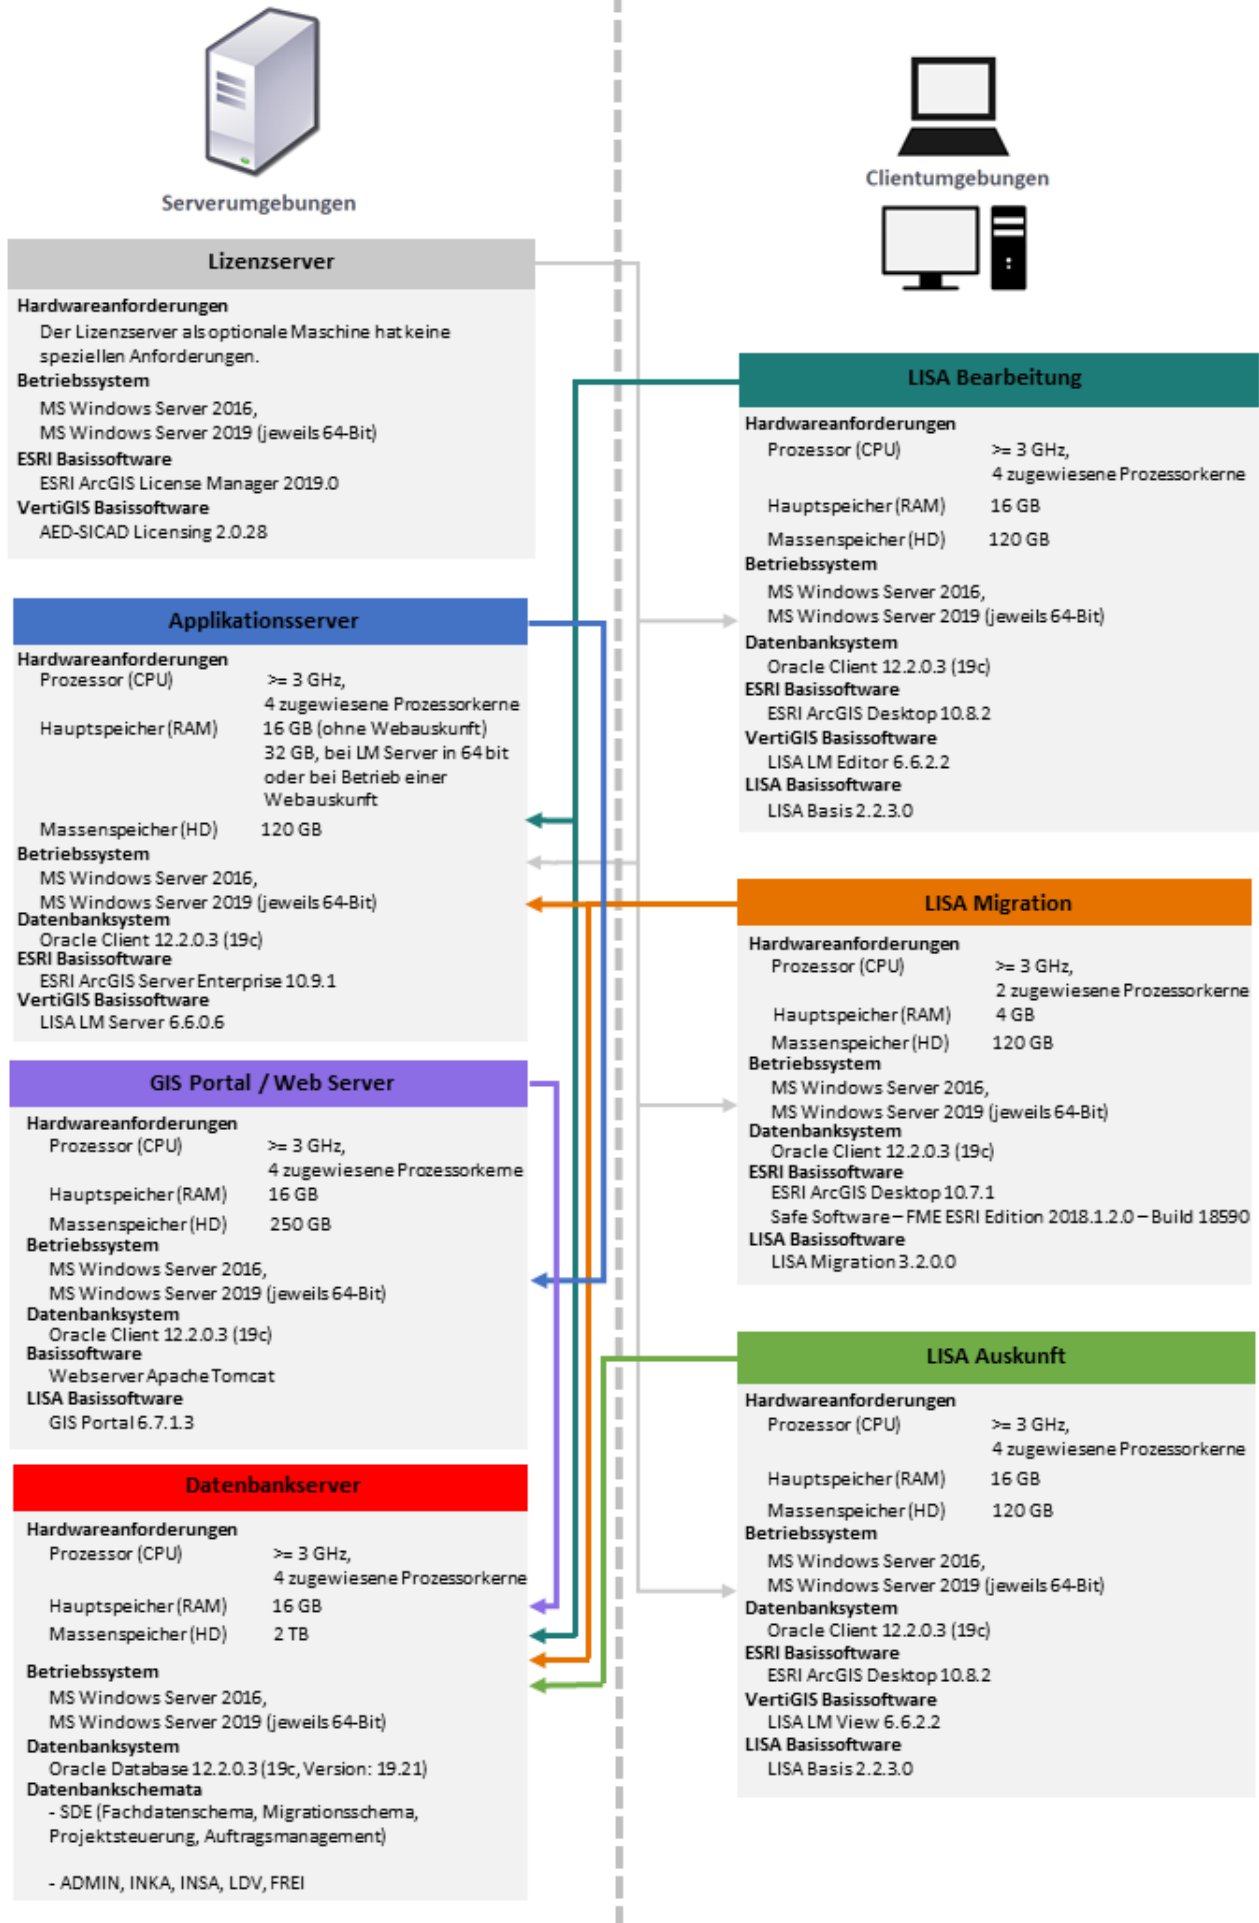 Serverumgebungen
Lizenzserver
Hardwareanforderungen
Der Lizenzserver als optionale Maschine hat keine
speziellen Anforderungen.
Betriebssystem
MS Windows Server 2016,
MS Windows Server 2019 (jeweils 64-Bit)
ESRI Basissoftware
ESRI ArcGIS License Manager 2019.0
VertiGIS Basissoftware
AED-SICAD Licensing 2.0.28
Applikationsserver
Hardwareanforderungen
Prozessor (CPU) >= 3 GHz,
4 zugewiesene Prozessorkerne
Hauptspeicher (RAM) 16 GB (ohne Webauskunft)
32 GB, bei LM Server in 64 bit
oder bei Betrieb einer
Webauskunft
Massenspeicher (HD) 120 GB
Betriebssystem
MS Windows Server 2016,
MS Windows Server 2019 (jeweils 64-Bit)
Datenbanksystem
Oracle Client 12.2.0.3 (19c)
ESRI Basissoftware
ESRI ArcGIS Server Enterprise 10.9.1
VertiGIS Basissoftware
LISA LM Server 6.6.0.6
GIS Portal / Web Server
Hardwareanforderungen
Prozessor (CPU) >= 3 GHz,
4 zugewiesene Prozessorkerne
Hauptspeicher (RAM) 16 GB
Massenspeicher (HD) 250 GB
Betriebssystem
MS Windows Server 2016,
MS Windows Server 2019 (jeweils 64-Bit)
Datenbanksystem
Oracle Client 12.2.0.3 (19c)
Basissoftware
Webserver Apache Tomcat
LISA Basissoftware
GIS Portal 6.7.1.3
Datenbankserver
Hardwareanforderungen
Prozessor (CPU) >= 3 GHz,
4 zugewiesene Prozessorkerne
Hauptspeicher (RAM) 16 GB
Massenspeicher (HD) 2 TB
Betriebssystem
MS Windows Server 2016,
MS Windows Server 2019 (jeweils 64-Bit)
Datenbanksystem
Oracle Database 12.2.0.3 (19c, Version: 19.21)
Datenbankschemata
- SDE (Fachdatenschema, Migrationsschema,
Projektsteuerung, Auftragsmanagement)
- ADMIN, INKA, INSA, LDV, FREI
Clientumgebungen
LISA Bearbeitung
Hardwareanforderungen
Prozessor (CPU) >= 3 GHz,
4 zugewiesene Prozessorkerne
Hauptspeicher (RAM) 16 GB
Massenspeicher (HD) 120 GB
Betriebssystem
MS Windows Server 2016,
MS Windows Server 2019 (jeweils 64-Bit)
Datenbanksystem
Oracle Client 12.2.0.3 (19c)
ESRI Basissoftware
ESRI ArcGIS Desktop 10.8.2
VertiGIS Basissoftware
LISA LM Editor 6.6.2.2
LISA Basissoftware
LISA Basis 2.2.3.0
LISA Migration
Hardwareanforderungen
Prozessor (CPU) >= 3 GHz,
2 zugewiesene Prozessorkerne
Hauptspeicher (RAM) 4 GB
Massenspeicher (HD) 120 GB
Betriebssystem
MS Windows Server 2016,
MS Windows Server 2019 (jeweils 64-Bit)
Datenbanksystem
Oracle Client 12.2.0.3 (19c)
ESRI Basissoftware
ESRI ArcGIS Desktop 10.7.1
Safe Software – FME ESRI Edition 2018.1.2.0 – Build 18590
LISA Basissoftware
LISA Migration 3.2.0.0
LISA Auskunft
Hardwareanforderungen
Prozessor (CPU) >= 3 GHz,
4 zugewiesene Prozessorkerne
Hauptspeicher (RAM) 16 GB
Massenspeicher (HD) 120 GB
Betriebssystem
MS Windows Server 2016,
MS Windows Server 2019 (jeweils 64-Bit)
Datenbanksystem
Oracle Client 12.2.0.3 (19c)
ESRI Basissoftware
ESRI ArcGIS Desktop 10.8.2
VertiGIS Basissoftware
LISA LM View 6.6.2.2
LISA Basissoftware
LISA Basis 2.2.3.0